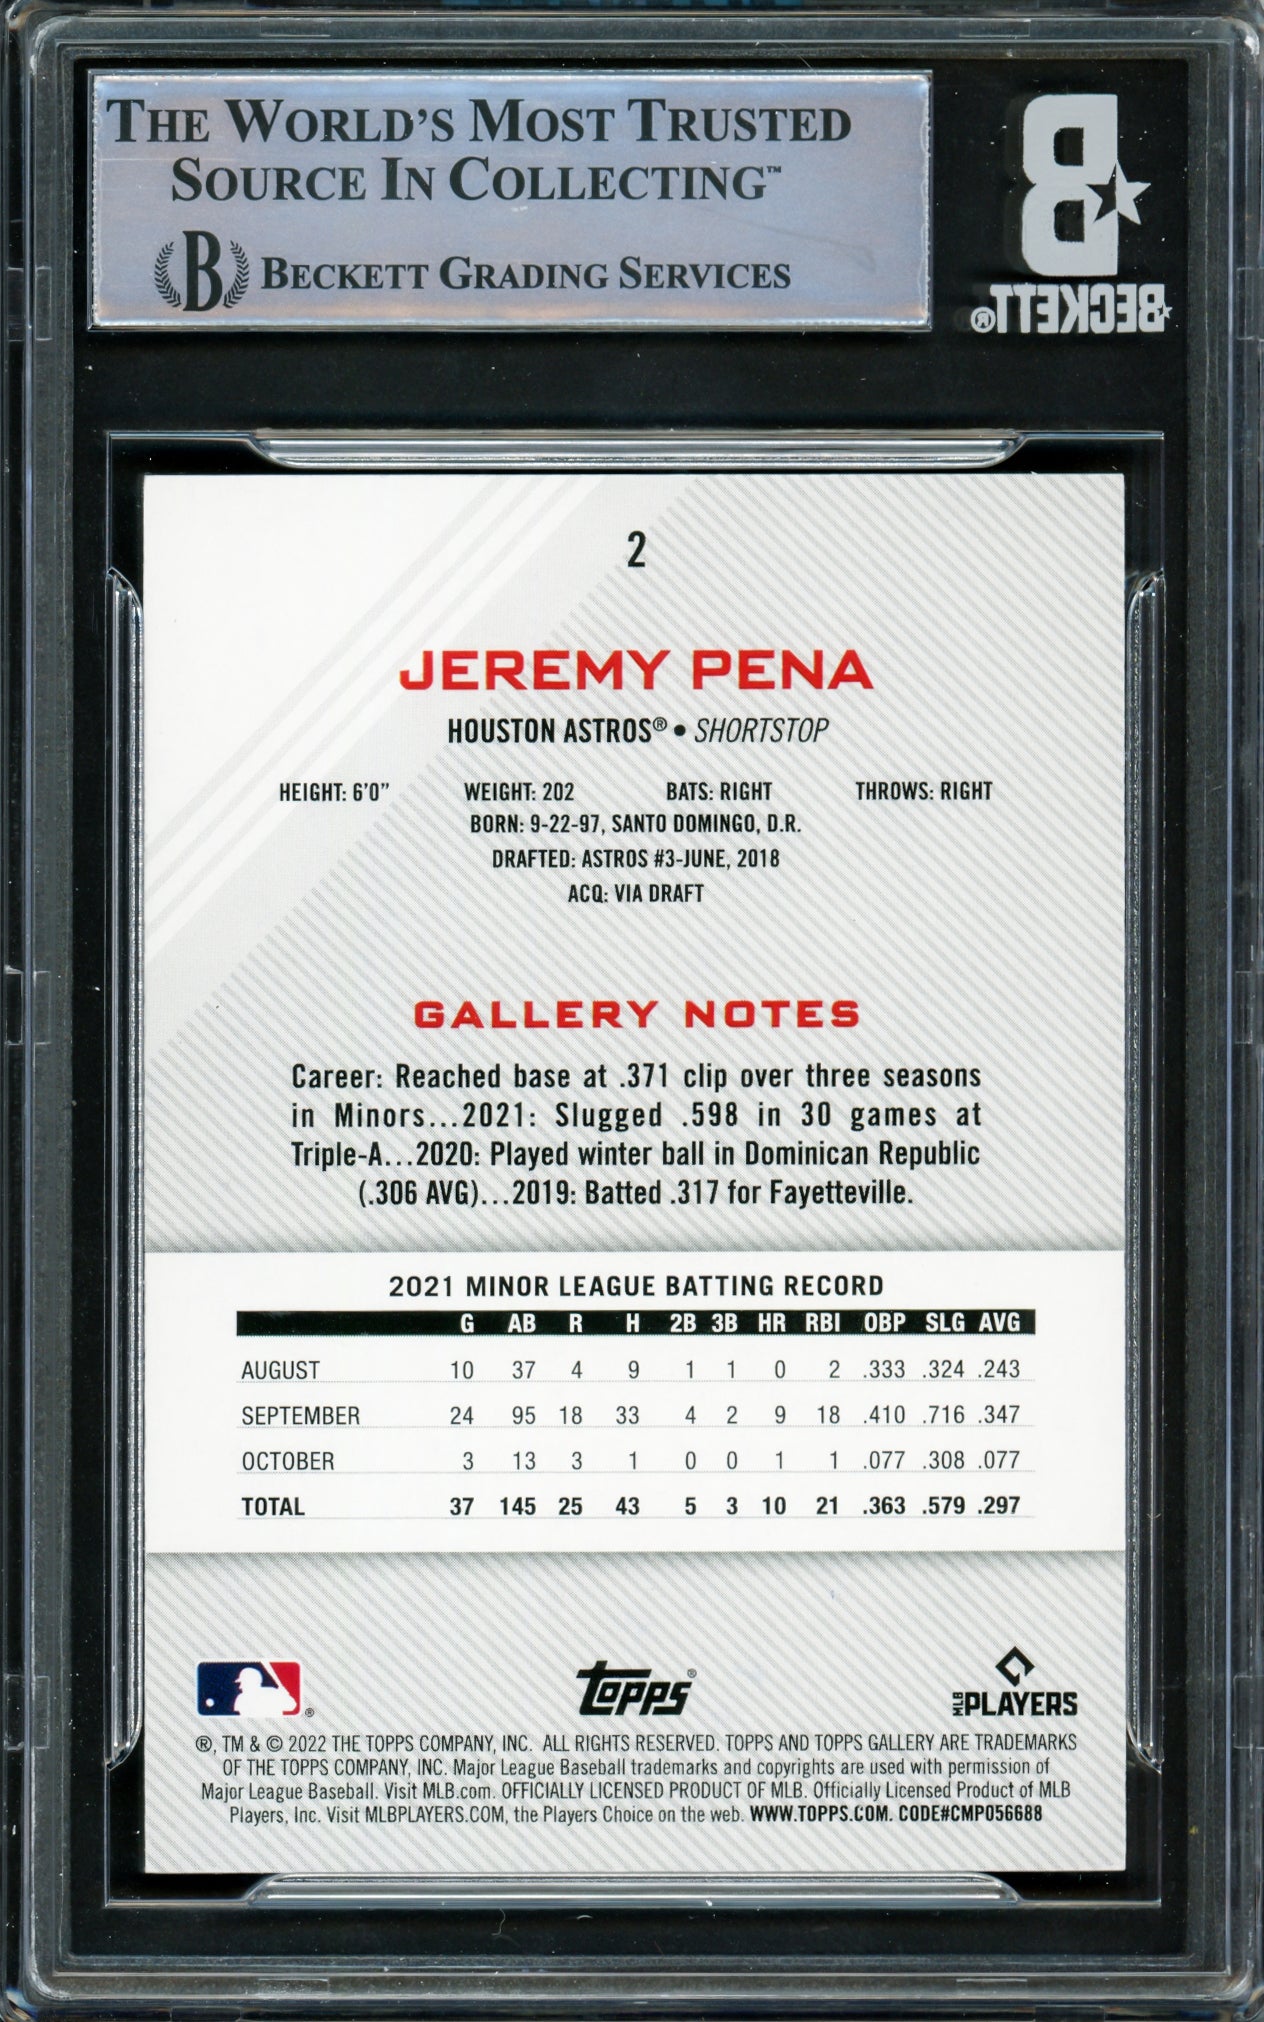 THE WORLD'S MOST TRUSTED
SOURCE IN COLLECTING™
B BECKETT GRADING SERVICES
B
BECKETT®
2
JEREMY PENA
HOUSTON ASTROS® • SHORTSTOP
HEIGHT: 6'0" WEIGHT: 202 BATS: RIGHT THROWS: RIGHT
BORN: 9-22-97, SANTO DOMINGO, D.R.
DRAFTED: ASTROS #3-JUNE, 2018
ACQ: VIA DRAFT
GALLERY NOTES
Career: Reached base at .371 clip over three seasons
in Minors...2021: Slugged .598 in 30 games at
Triple-A...2020: Played winter ball in Dominican Republic
(.306 AVG)...2019: Batted .317 for Fayetteville.
2021 MINOR LEAGUE BATTING RECORD
G AB R H 2B 3B HR RBI OBP SLG AVG
AUGUST 10 37 4 9 1 1 0 2 .333 .324 .243
SEPTEMBER 24 95 18 33 4 2 9 18 .410 .716 .347
OCTOBER 3 13 3 1 0 0 1 1 .077 .308 .077
TOTAL 37 145 25 43 5 3 10 21 .363 .579 .297
® TOPPS® MLB PLAYERS
®, TM & © 2022 THE TOPPS COMPANY, INC. ALL RIGHTS RESERVED. TOPPS AND TOPPS GALLERY ARE TRADEMARKS
OF THE TOPPS COMPANY, INC. Major League Baseball trademarks and copyrights are used with permission of
Major League Baseball. Visit MLB.com. OFFICIALLY LICENSED PRODUCT OF MLB. Officially Licensed Product of MLB
Players, Inc. Visit MLBPLAYERS.COM, the Players Choice on the web. WWW.TOPPS.COM. CODE#CMP056688